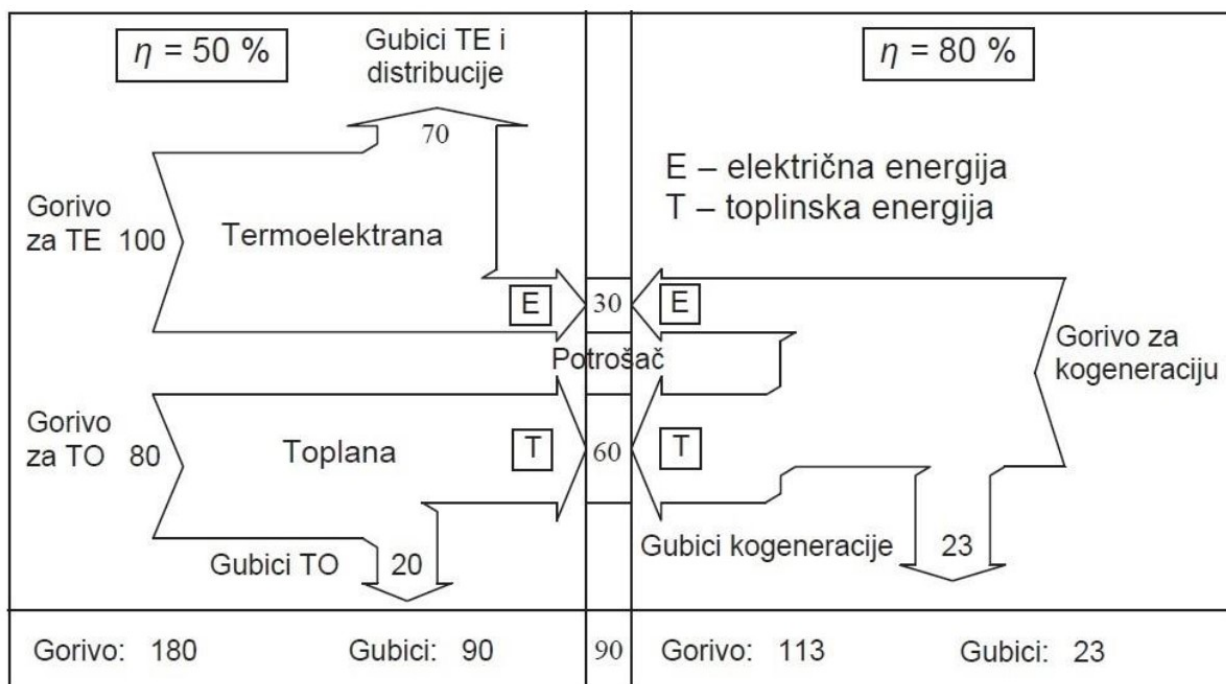 η = 50 %
Gubici TE i
distribucije
η = 80 %
70
E – električna energija
T – toplinska energija
Gorivo
za TE 100
Termoelektrana
E
30
E
Potrošač
Gorivo za
kogeneraciju
Gorivo
za TO 80
Toplana
T
60
T
Gubici TO 20
Gubici kogeneracije 23
Gorivo: 180 Gubici: 90 90 Gorivo: 113 Gubici: 23